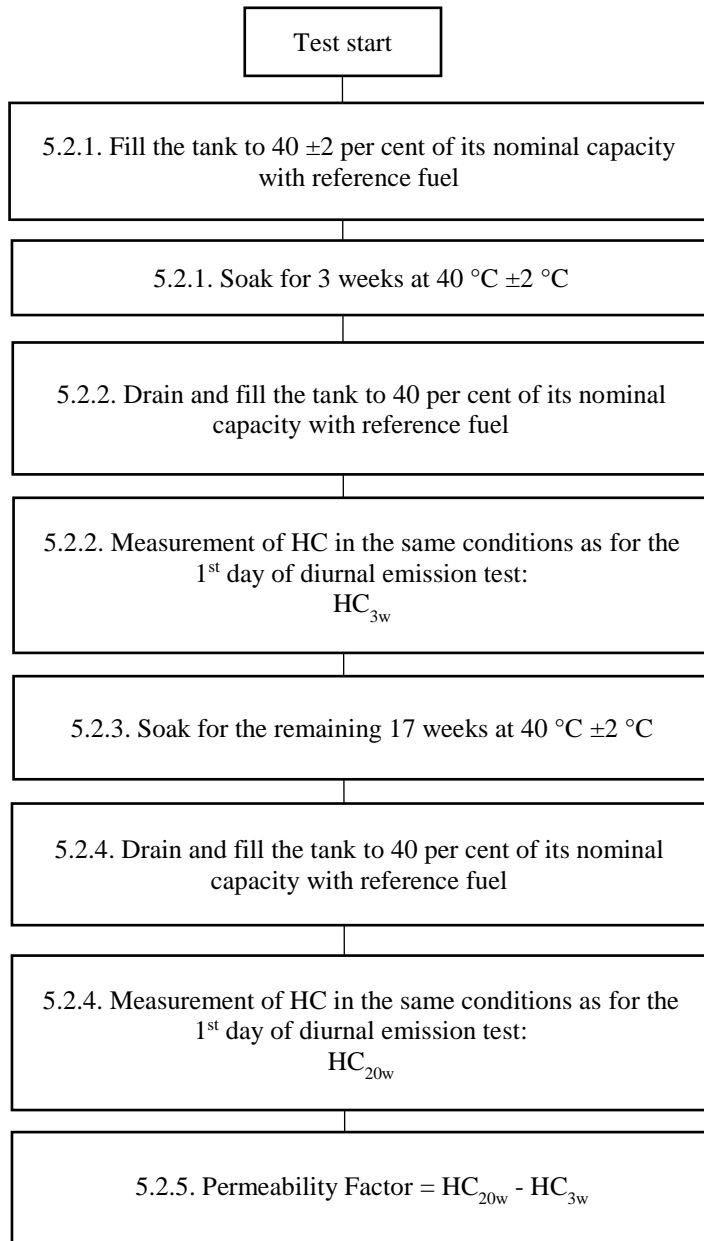 Test start
5.2.1. Fill the tank to 40 ±2 per cent of its nominal capacity
with reference fuel
5.2.1. Soak for 3 weeks at 40 °C ±2 °C
5.2.2. Drain and fill the tank to 40 per cent of its nominal
capacity with reference fuel
5.2.2. Measurement of HC in the same conditions as for the
1st day of diurnal emission test:
HC3w
5.2.3. Soak for the remaining 17 weeks at 40 °C ±2 °C
5.2.4. Drain and fill the tank to 40 per cent of its nominal
capacity with reference fuel
5.2.4. Measurement of HC in the same conditions as for the
1st day of diurnal emission test:
HC20w
5.2.5. Permeability Factor = HC20w - HC3w